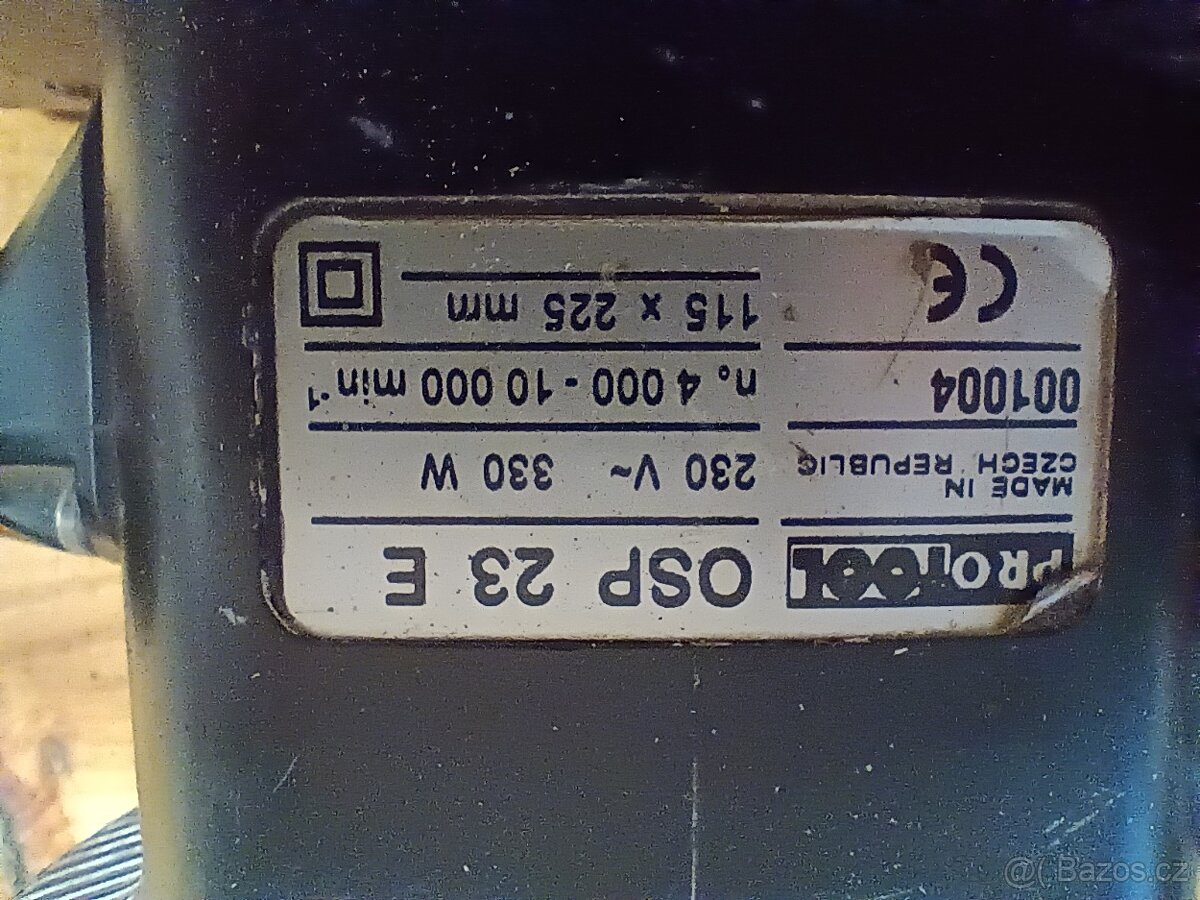 PROTOOL OSP 23 E
MADE IN
CZECH REPUBLIC
230 V~ 330 W
001004
n₀ 4 000 - 10 000 min⁻¹
CE
115 x 225 mm
@( Bazos.cz